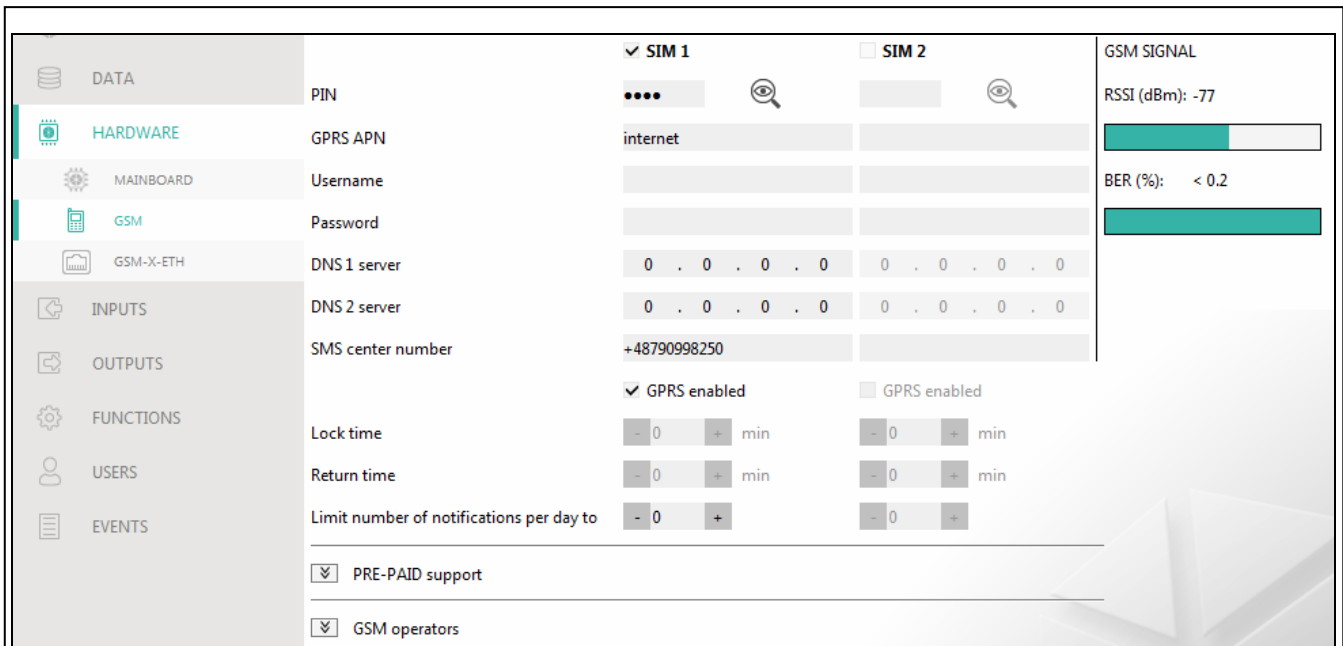 SIM 1 SIM 2 GSM SIGNAL
DATA
PIN •••• RSSI (dBm): -77
HARDWARE
GPRS APN internet
MAINBOARD
Username BER (%): < 0.2
GSM
Password
GSM-X-ETH
DNS 1 server 0 . 0 . 0 . 0 0 . 0 . 0 . 0
INPUTS
DNS 2 server 0 . 0 . 0 . 0 0 . 0 . 0 . 0
SMS center number +48790998250
OUTPUTS
GPRS enabled GPRS enabled
FUNCTIONS
Lock time - 0 + min - 0 + min
USERS
Return time - 0 + min - 0 + min
Limit number of notifications per day to - 0 + - 0 +
EVENTS
PRE-PAID support
GSM operators